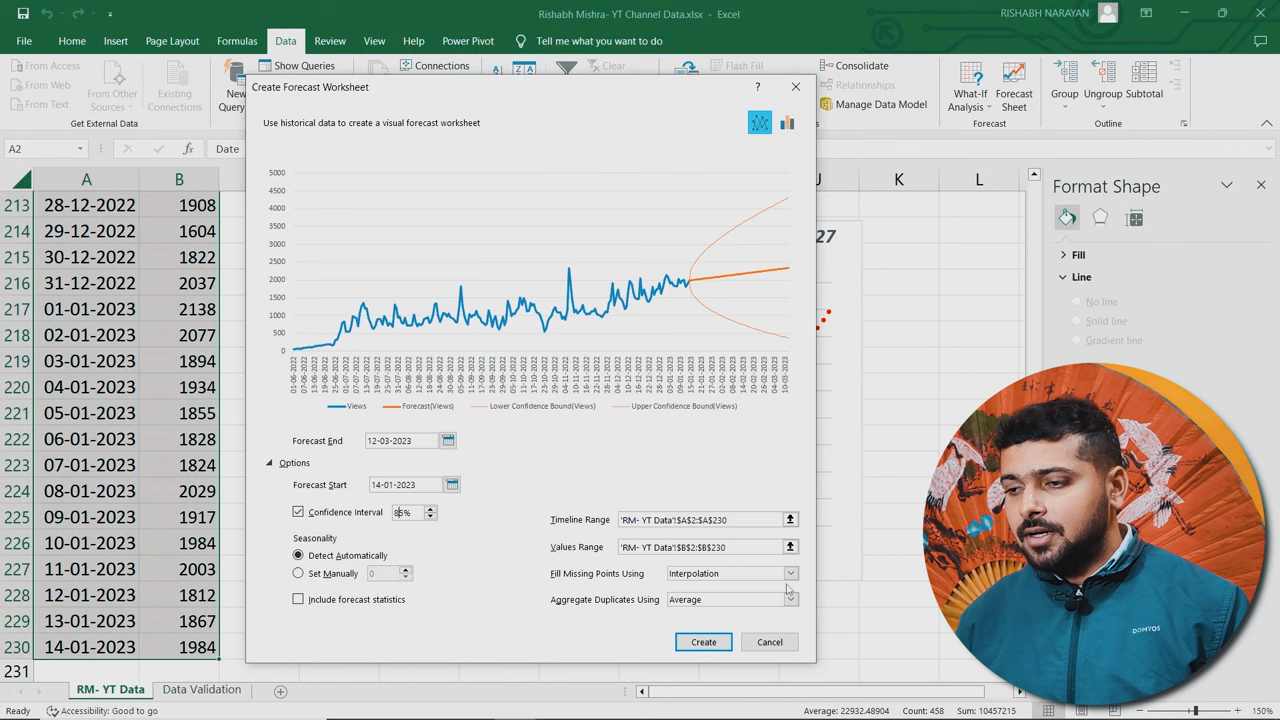 Rishabh Mishra- YT Channel Data.xlsx - Excel
RISHABH NARAYAN
File Home Insert Page Layout Formulas Data Review View Help Power Pivot Tell me what you want to do
From Access
From Web
From Text
From Other Sources
Existing Connections
Get External Data
New Query
Show Queries
Connections
Clear
Flash Fill
Consolidate
Relationships
Manage Data Model
What-If Analysis
Forecast Sheet
Forecast
Group
Ungroup
Subtotal
Outline
A2
fx
Date
A B J K L
213 28-12-2022 1908
214 29-12-2022 1604
215 30-12-2022 1822
216 31-12-2022 2037
217 01-01-2023 2138
218 02-01-2023 2077
219 03-01-2023 1894
220 04-01-2023 1934
221 05-01-2023 1855
222 06-01-2023 1828
223 07-01-2023 1824
224 08-01-2023 2029
225 09-01-2023 1917
226 10-01-2023 1984
227 11-01-2023 2003
228 12-01-2023 1812
229 13-01-2023 1867
230 14-01-2023 1984
231
27
Create Forecast Worksheet
?
Use historical data to create a visual forecast worksheet
5000
4500
4000
3500
3000
2500
2000
1500
1000
500
0
Views Forecast(Views) Lower Confidence Bound(Views) Upper Confidence Bound(Views)
Forecast End 12-03-2023
Options
Forecast Start 14-01-2023
Confidence Interval 85%
Seasonality
Detect Automatically
Set Manually 0
Include forecast statistics
Timeline Range 'RM- YT Data'!$A$2:$A$230
Values Range 'RM- YT Data'!$B$2:$B$230
Fill Missing Points Using Interpolation
Aggregate Duplicates Using Average
Create Cancel
Format Shape
Fill
Line
No line
Solid line
Gradient line
DOMYOS
RM- YT Data Data Validation
Ready Accessibility: Good to go Average: 22932.48904 Count: 458 Sum: 10457215 150%